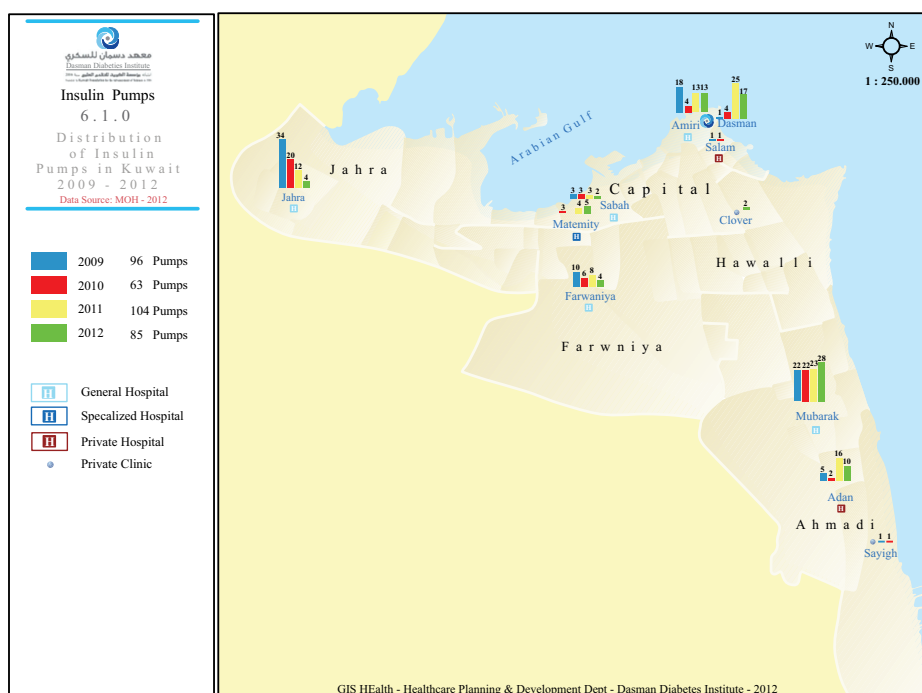 معهد دسمان للسكري
Dasman Diabetes Institute
Insulin Pumps
6.1.0
Distribution
of Insulin
Pumps in Kuwait
2009 - 2012
Data Source: MOH - 2012
2009 96 Pumps
2010 63 Pumps
2011 104 Pumps
2012 85 Pumps
H General Hospital
H Specalized Hospital
H Private Hospital
Private Clinic
N
W E
S
1 : 250.000
Arabian Gulf
18 4 13 13
Amiri
H
1 4 25 17
Dasman
1 1
Salam
H
34 20 12 4
Jahra
H
Jahra
Capital
3 3 3 2
Sabah
H
3 4 5
Matemity
H
2
Clover
Hawalli
10 6 8 4
Farwaniya
H
Farwniya
22 22 23 28
Mubarak
H
5 2 16 10
Adan
H
Ahmadi
1 1
Sayigh
GIS HEalth - Healthcare Planning & Development Dept - Dasman Diabetes Institute - 2012